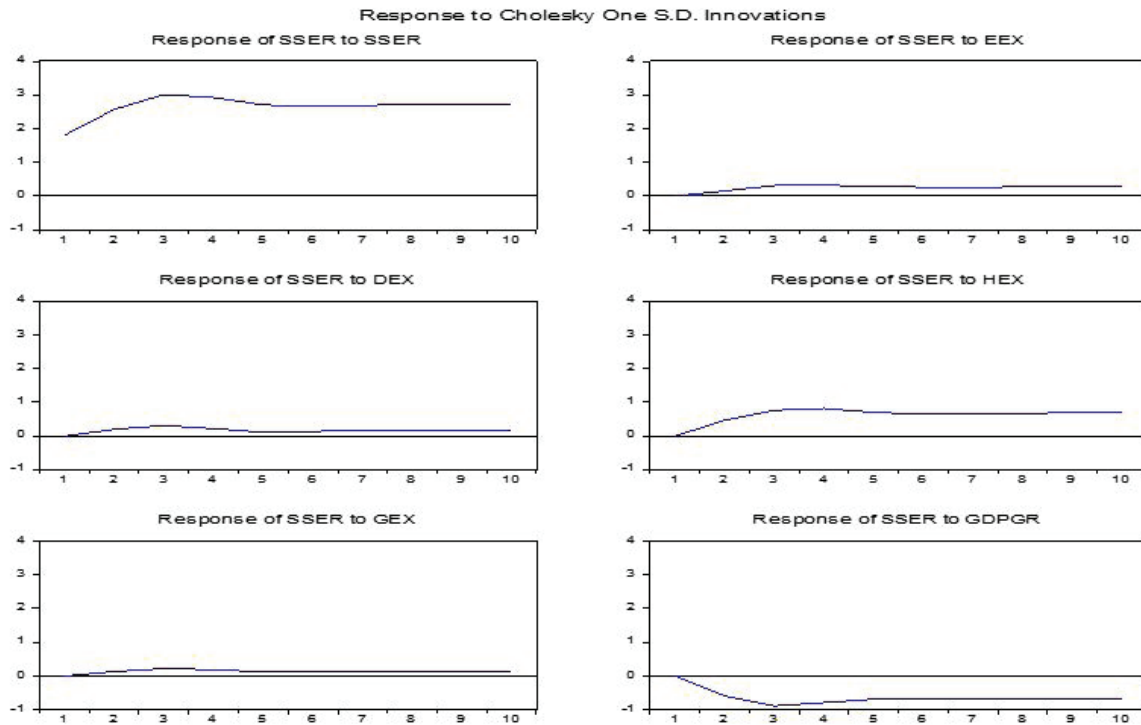 Response to Cholesky One S.D. Innovations
Response of SSER to SSER
4
3
2
1
0
-1
1 2 3 4 5 6 7 8 9 10
Response of SSER to EEX
4
3
2
1
0
-1
1 2 3 4 5 6 7 8 9 10
Response of SSER to DEX
4
3
2
1
0
-1
1 2 3 4 5 6 7 8 9 10
Response of SSER to HEX
4
3
2
1
0
-1
1 2 3 4 5 6 7 8 9 10
Response of SSER to GEX
4
3
2
1
0
-1
1 2 3 4 5 6 7 8 9 10
Response of SSER to GDPGR
4
3
2
1
0
-1
1 2 3 4 5 6 7 8 9 10